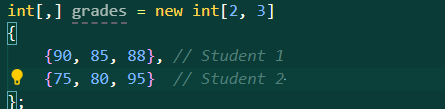 int[,] grades = new int[2, 3]
{
    {90, 85, 88}, // Student 1
    {75, 80, 95}  // Student 2
};